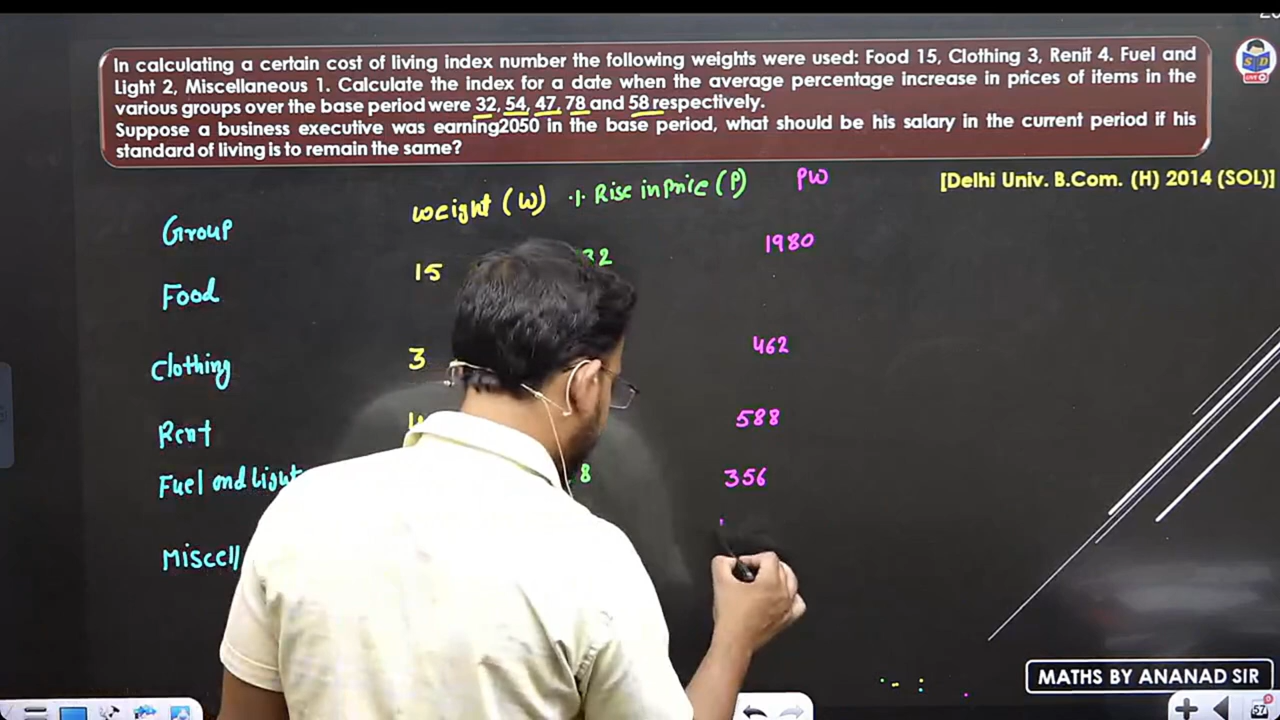 In calculating a certain cost of living index number the following weights were used: Food 15, Clothing 3, Renit 4. Fuel and
Light 2, Miscellaneous 1. Calculate the index for a date when the average percentage increase in prices of items in the
various groups over the base period were 32, 54, 47, 78 and 58 respectively.
Suppose a business executive was earning2050 in the base period, what should be his salary in the current period if his
standard of living is to remain the same?
[Delhi Univ. B.Com. (H) 2014 (SOL)]
Group weight (W) .1. Rise in price (P) PW
Food 15 32 1980
Clothing 3 462
Rent 588
Fuel and Light 8 356
Miscell
MATHS BY ANANAD SIR